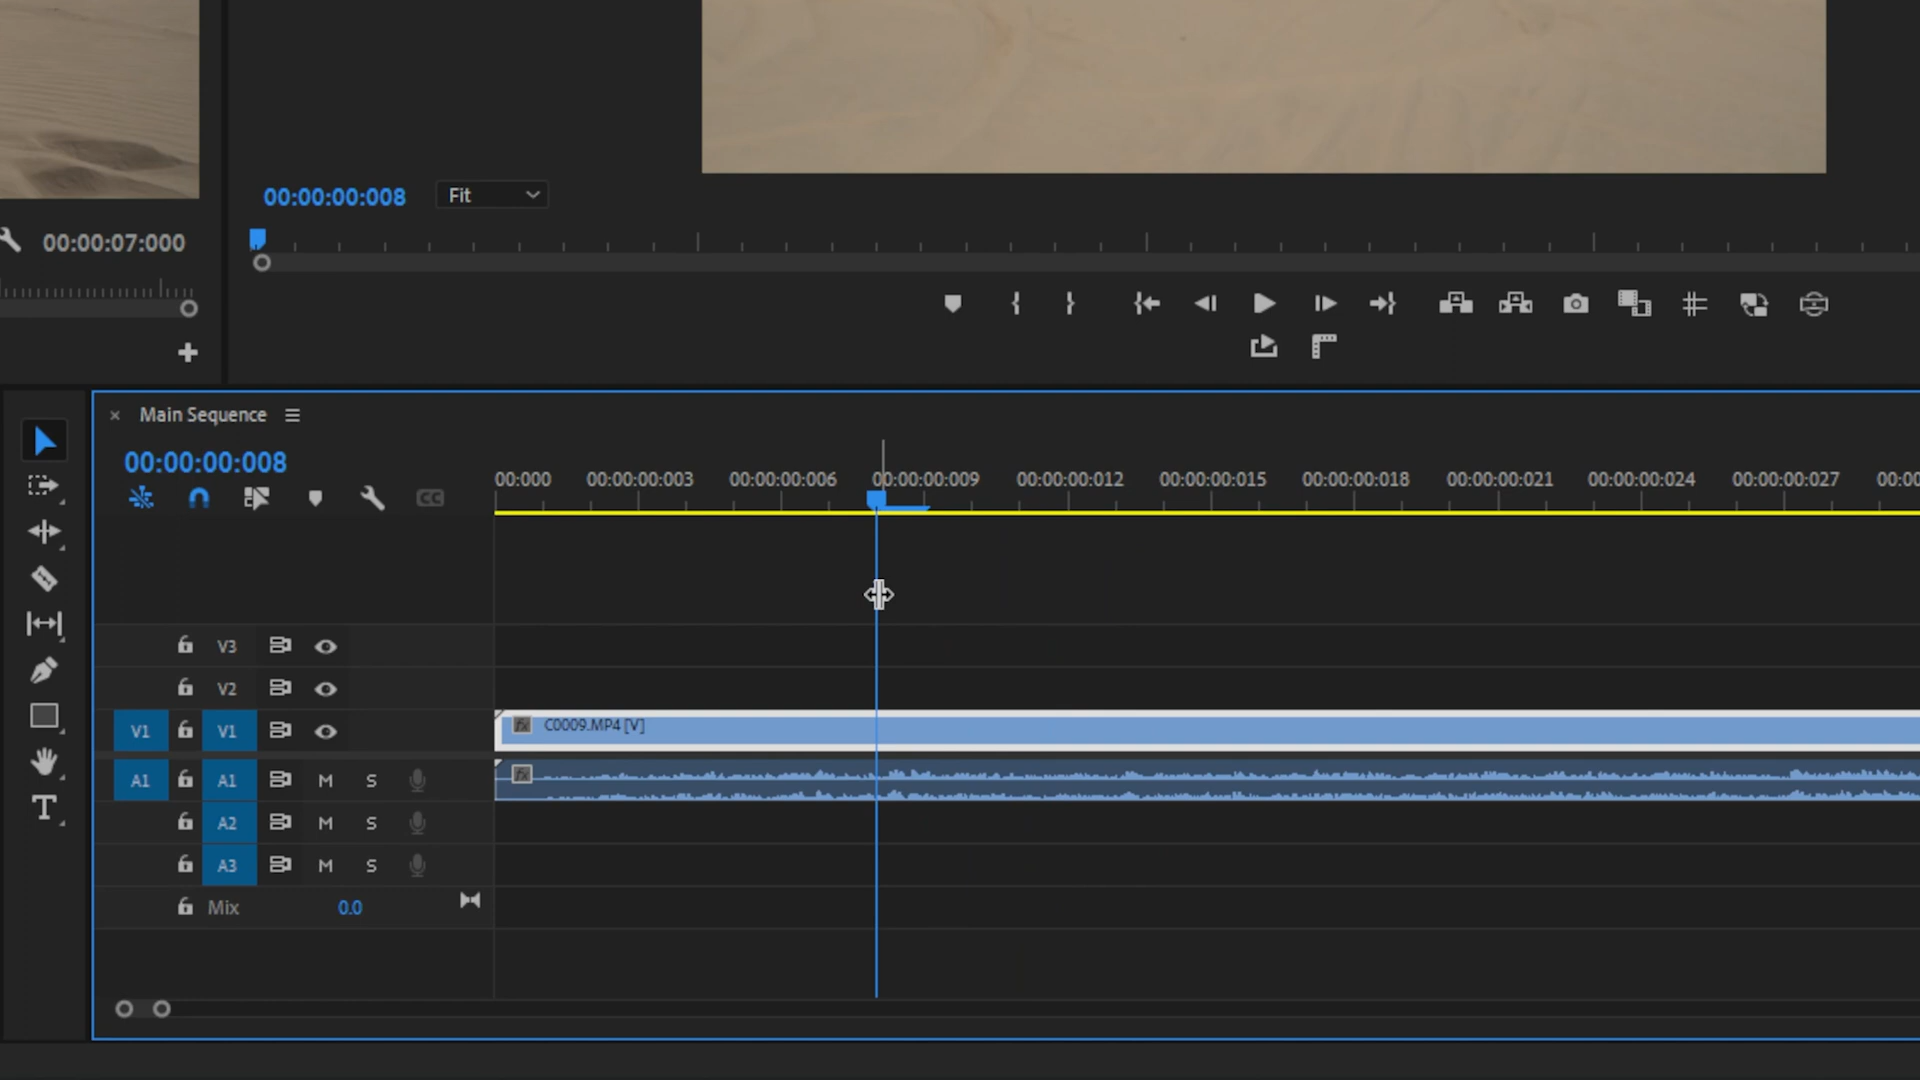 00:00:00:008 Fit
00:00:07:000
Main Sequence
00:00:00:008
00:000 00:00:00:003 00:00:00:006 00:00:00:009 00:00:00:012 00:00:00:015 00:00:00:018 00:00:00:021 00:00:00:024 00:00:00:027 00:00
CC
V3
V2
V1 V1 fx C0009.MP4 [V]
A1 A1 M S fx
A2 M S
A3 M S
Mix 0.0
T